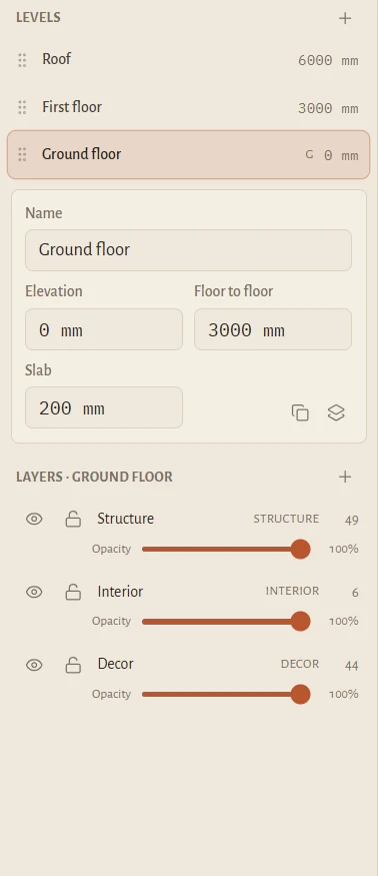 LEVELS
Roof 6000 mm
First floor 3000 mm
Ground floor G 0 mm
Name
Ground floor
Elevation Floor to floor
0 mm 3000 mm
Slab
200 mm
LAYERS · GROUND FLOOR
Structure STRUCTURE 49
Opacity 100%
Interior INTERIOR 6
Opacity 100%
Decor DECOR 44
Opacity 100%